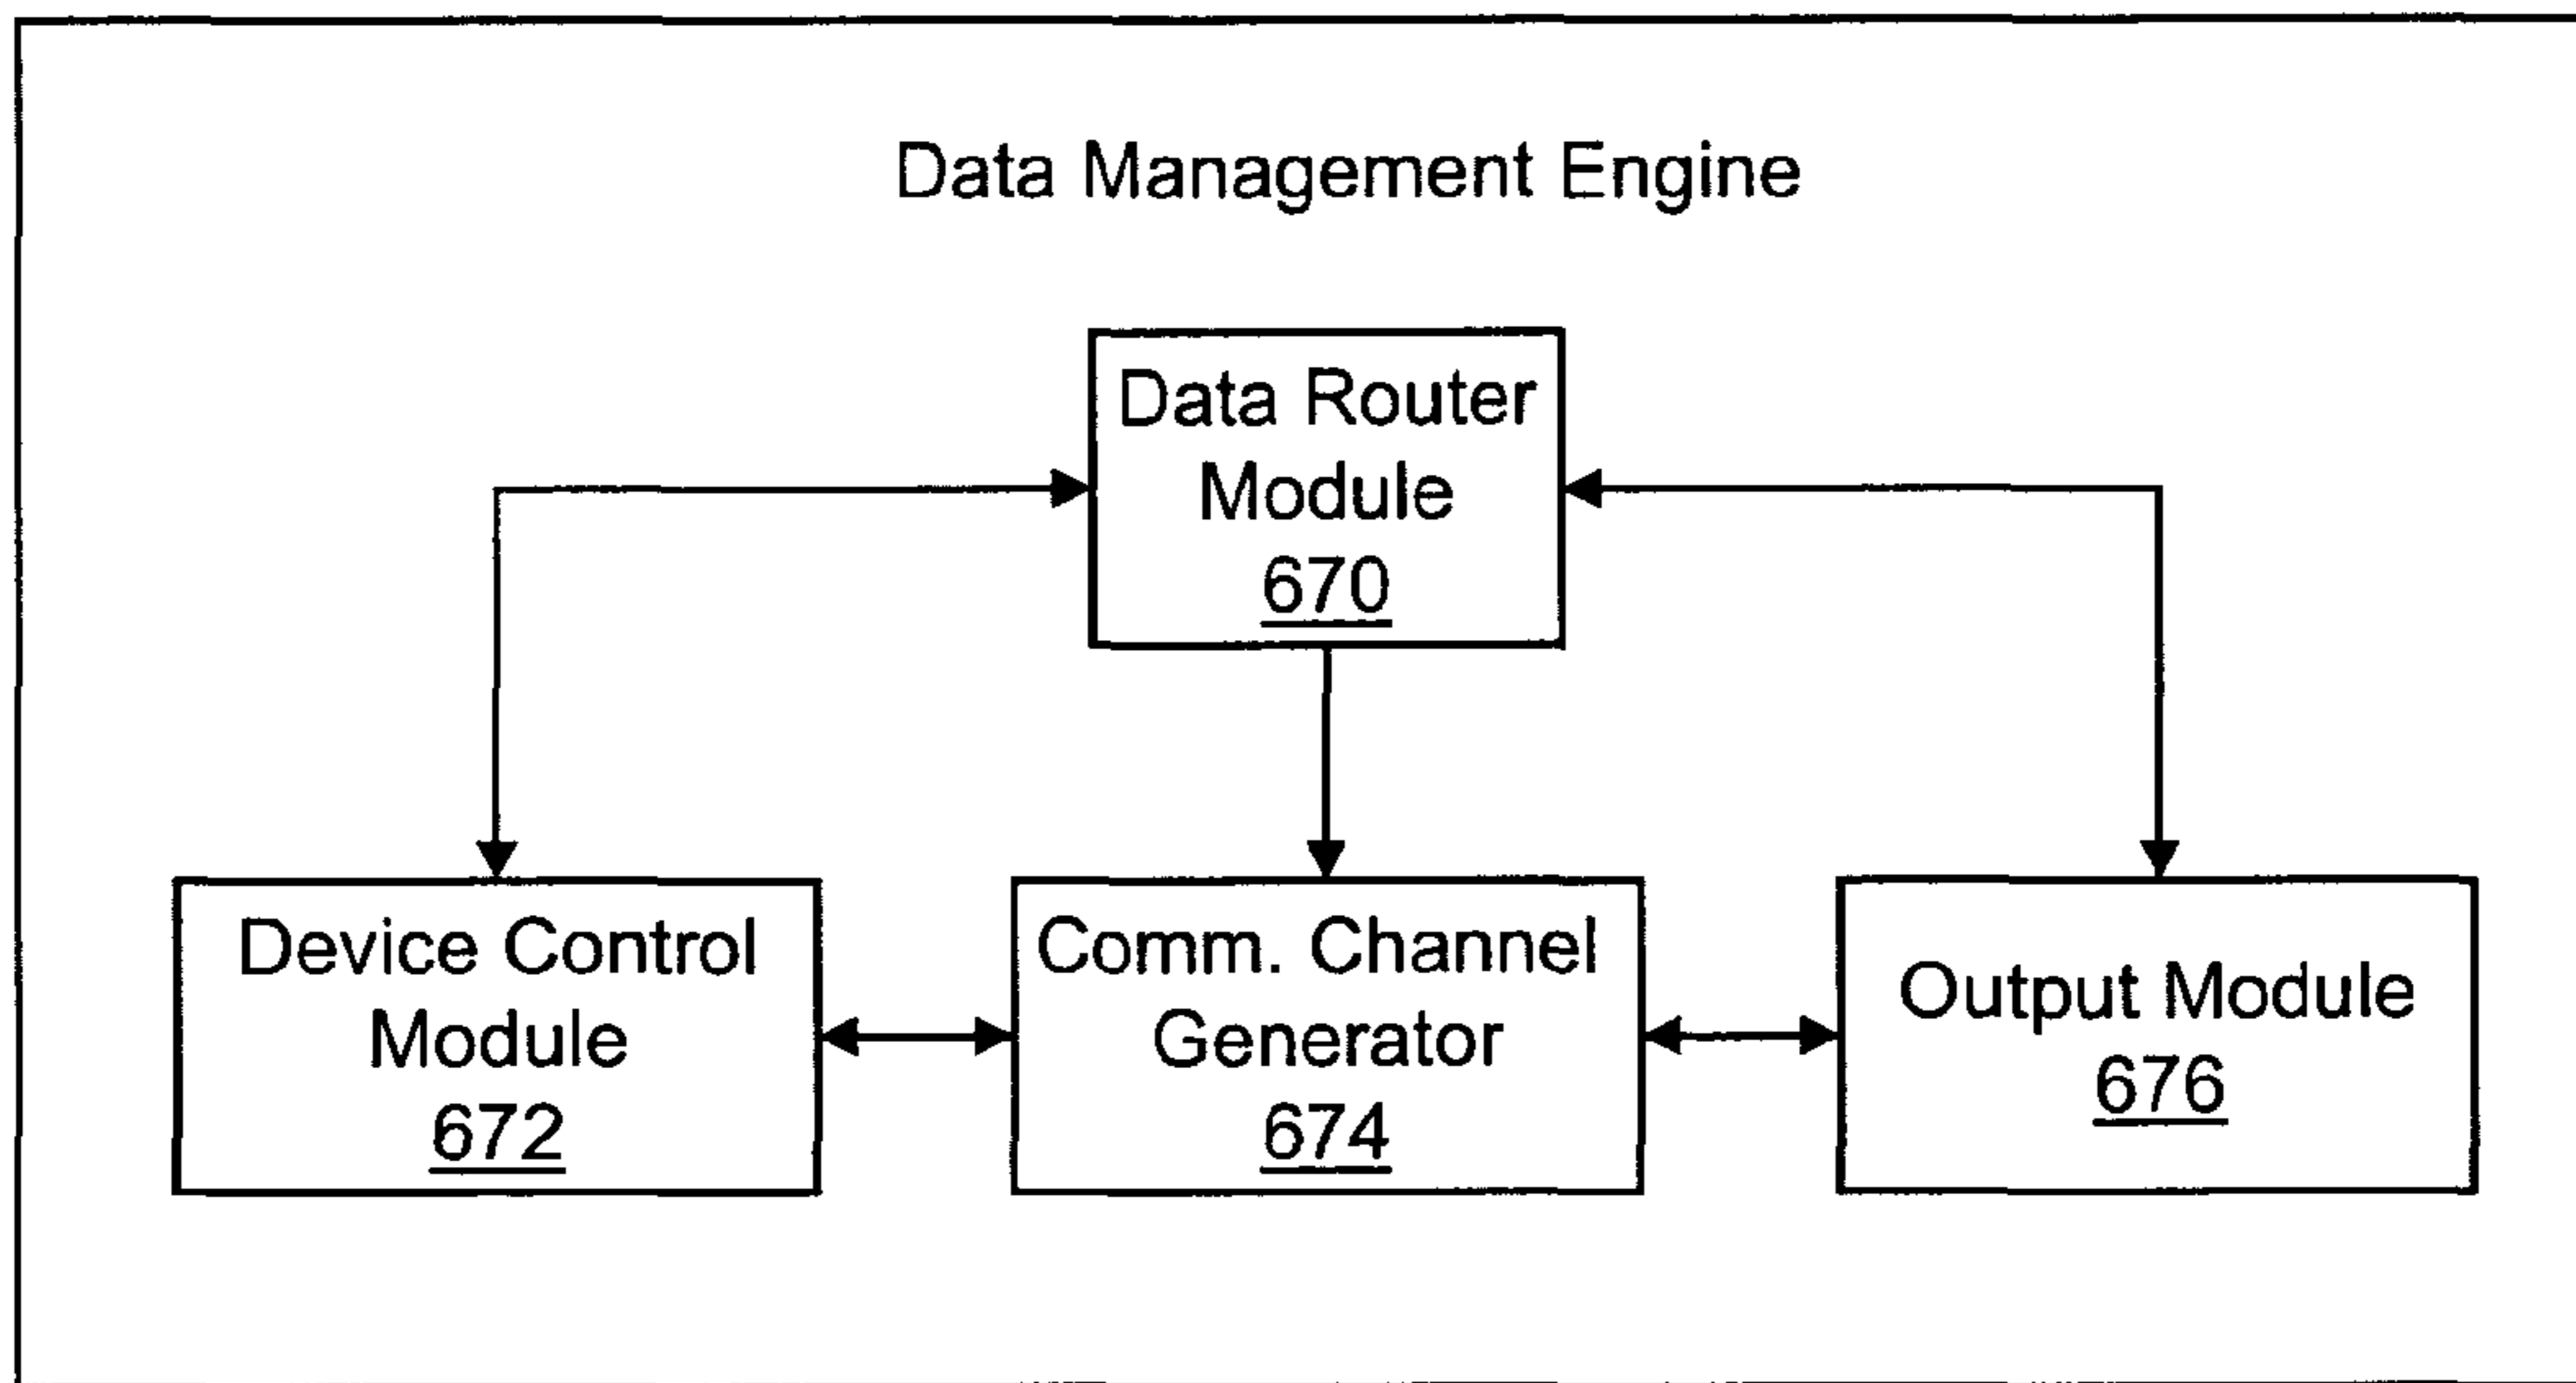 Data Management Engine
Data Router
Module
670
Device Control
Module
672
Comm. Channel
Generator
674
Output Module
676